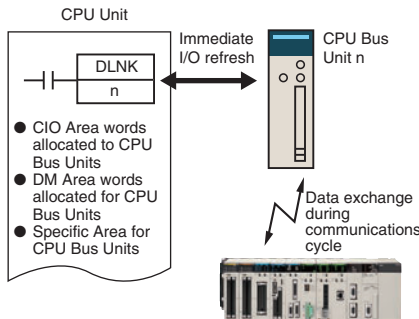 CPU Unit
DLNK
n
● CIO Area words
allocated to CPU
Bus Units
● DM Area words
allocated for CPU
Bus Units
● Specific Area for
CPU Bus Units
Immediate
I/O refresh
CPU Bus
Unit n
Data exchange
during
communications
cycle